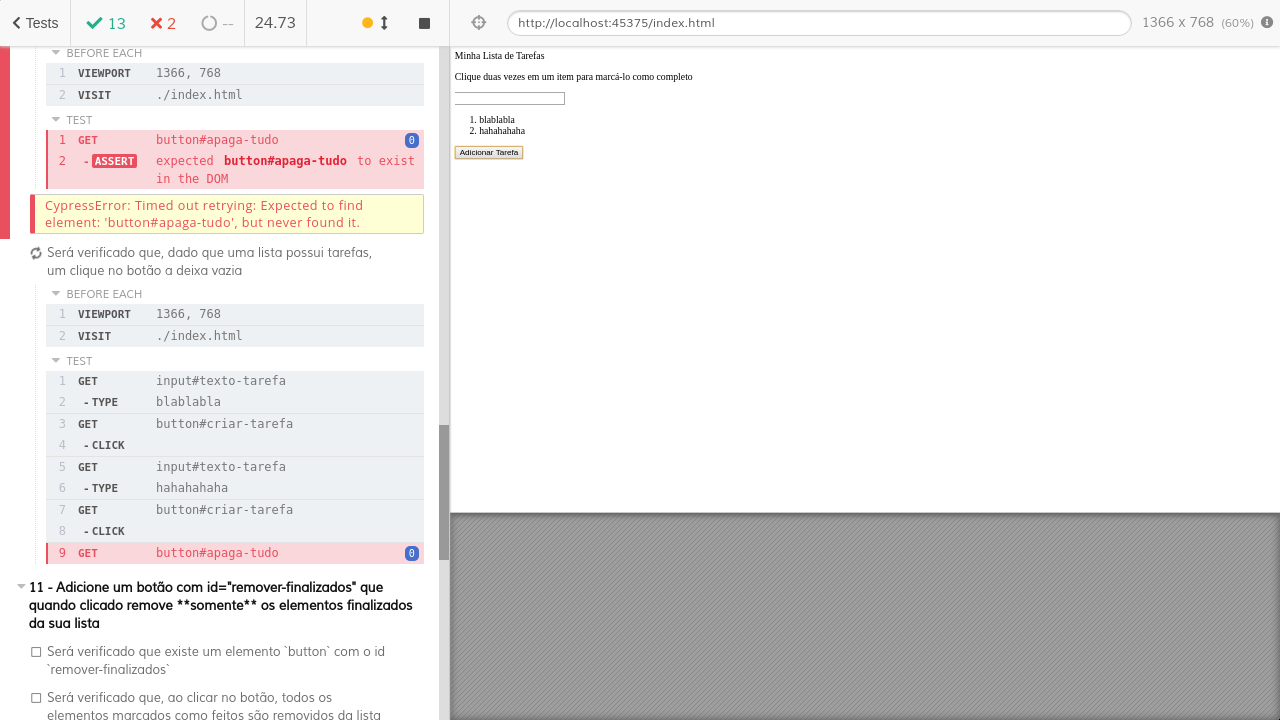 Tests 13 2 -- 24.73
http://localhost:45375/index.html 1366 x 768 (60%)
BEFORE EACH
1 VIEWPORT 1366, 768
2 VISIT ./index.html
TEST
1 GET button#apaga-tudo 0
2 -ASSERT expected button#apaga-tudo to exist
in the DOM
CypressError: Timed out retrying: Expected to find
element: 'button#apaga-tudo', but never found it.
Será verificado que, dado que uma lista possui tarefas,
um clique no botão a deixa vazia
BEFORE EACH
1 VIEWPORT 1366, 768
2 VISIT ./index.html
TEST
1 GET input#texto-tarefa
2 -TYPE blablabla
3 GET button#criar-tarefa
4 -CLICK
5 GET input#texto-tarefa
6 -TYPE hahahahaha
7 GET button#criar-tarefa
8 -CLICK
9 GET button#apaga-tudo 0
11 - Adicione um botão com id="remover-finalizados" que
quando clicado remove **somente** os elementos finalizados
da sua lista
Será verificado que existe um elemento `button` com o id
`remover-finalizados`
Será verificado que, ao clicar no botão, todos os
elementos marcados como feitos são removidos da lista
Minha Lista de Tarefas
Clique duas vezes em um item para marcá-lo como completo
1. blablabla
2. hahahahaha
Adicionar Tarefa